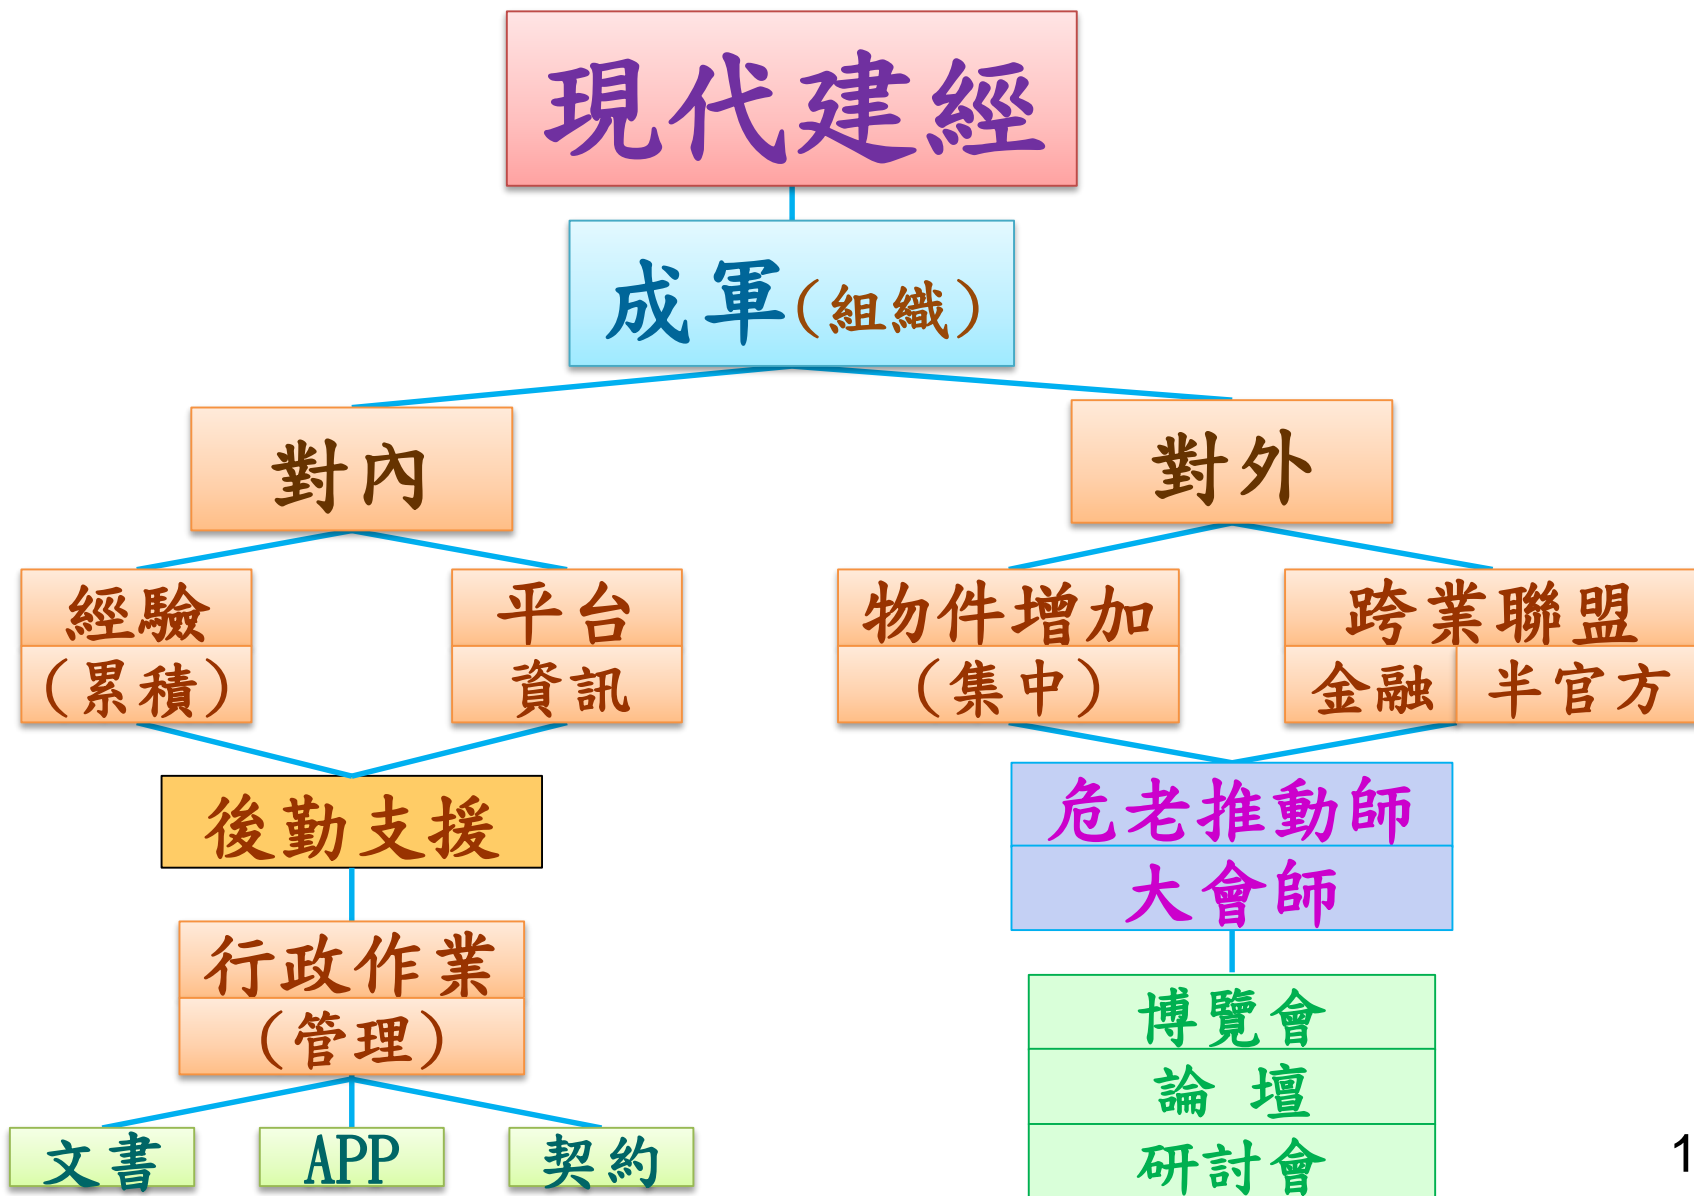 現代建經
成軍(組織)
對內
對外
經驗
(累積)
平台
資訊
物件增加
(集中)
跨業聯盟
金融
半官方
後勤支援
危老推動師
大會師
行政作業
(管理)
博覽會
論 壇
研討會
文書
APP
契約
1